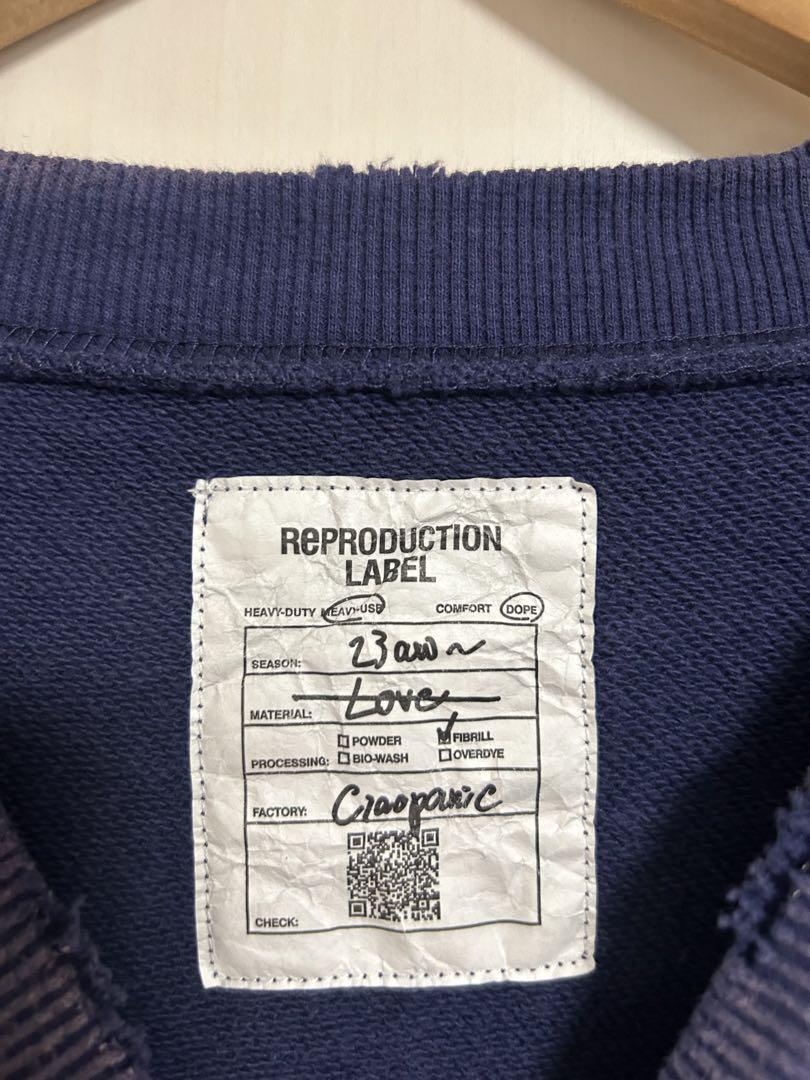 RePRODUCTION
LABEL
HEAVY-DUTY HEAVY-USE COMFORT DOPE
SEASON: 23aw~
MATERIAL: Love
☐ POWDER ☑ FIBRILL
PROCESSING: ☐ BIO-WASH ☐ OVERDYE
FACTORY: Ciaopanic
CHECK: